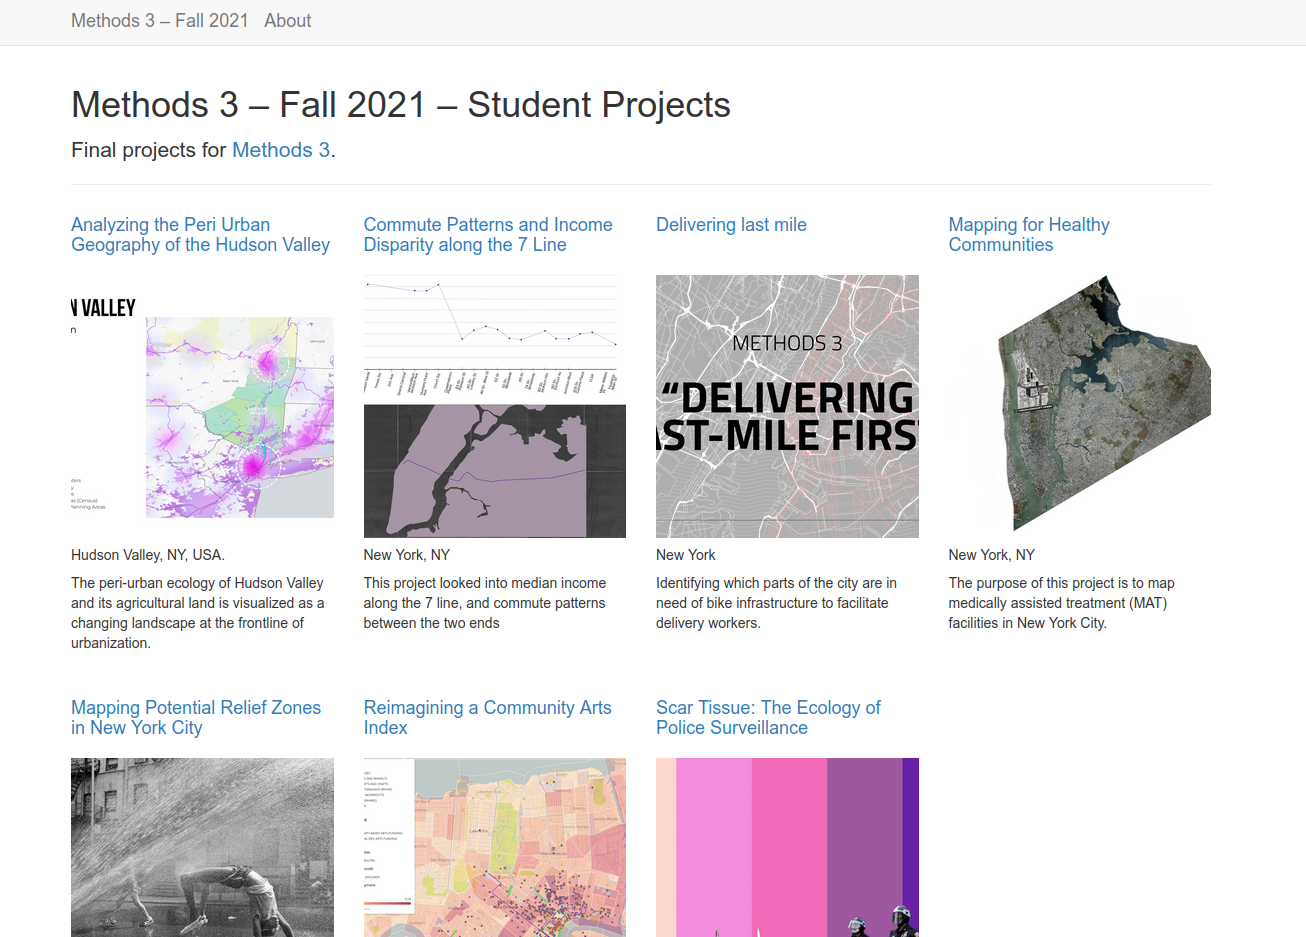 Methods 3 – Fall 2021 About
Methods 3 – Fall 2021 – Student Projects
Final projects for Methods 3.
Analyzing the Peri Urban
Geography of the Hudson Valley
Commute Patterns and Income
Disparity along the 7 Line
Delivering last mile
Mapping for Healthy
Communities
N VALLEY
METHODS 3
“DELIVERING
AST-MILE FIRS
Hudson Valley, NY, USA.
The peri-urban ecology of Hudson Valley
and its agricultural land is visualized as a
changing landscape at the frontline of
urbanization.
New York, NY
This project looked into median income
along the 7 line, and commute patterns
between the two ends
New York
Identifying which parts of the city are in
need of bike infrastructure to facilitate
delivery workers.
New York, NY
The purpose of this project is to map
medically assisted treatment (MAT)
facilities in New York City.
Mapping Potential Relief Zones
in New York City
Reimagining a Community Arts
Index
Scar Tissue: The Ecology of
Police Surveillance